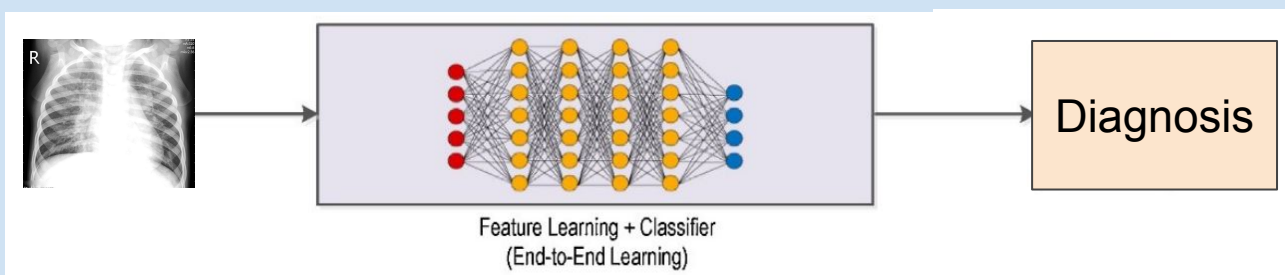 R
Diagnosis
Feature Learning + Classifier
(End-to-End Learning)